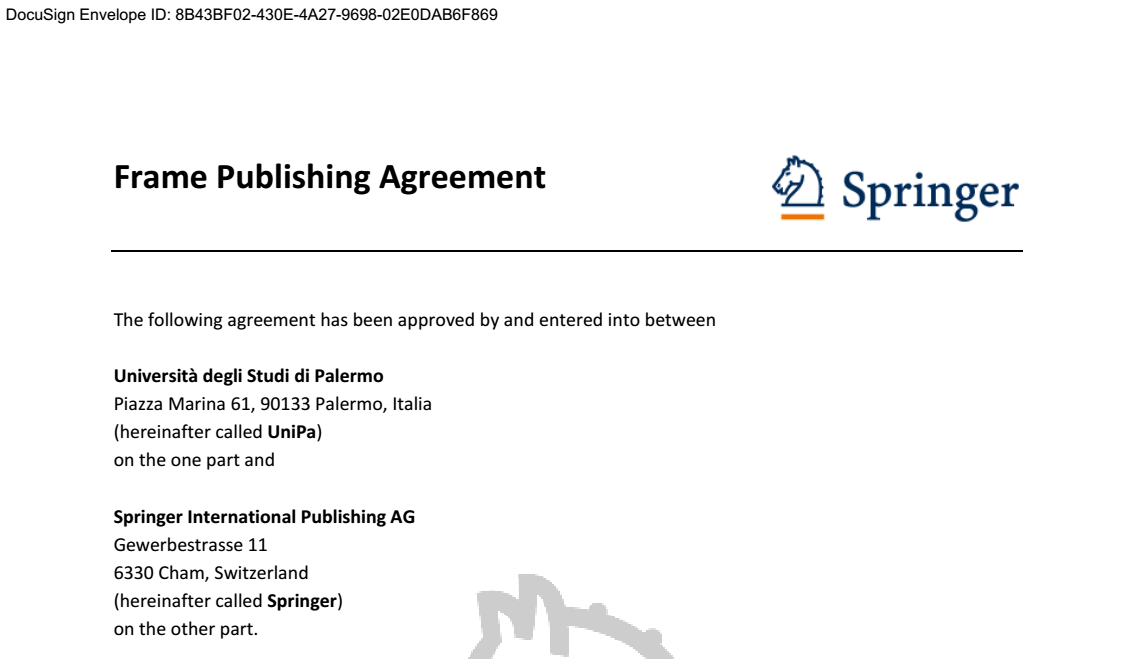 DocuSign Envelope ID: 8B43BF02-430E-4A27-9698-02E0DAB6F869
Frame Publishing Agreement
Springer
The following agreement has been approved by and entered into between
Università degli Studi di Palermo
Piazza Marina 61, 90133 Palermo, Italia
(hereinafter called UniPa)
on the one part and
Springer International Publishing AG
Gewerbestrasse 11
6330 Cham, Switzerland
(hereinafter called Springer)
on the other part.